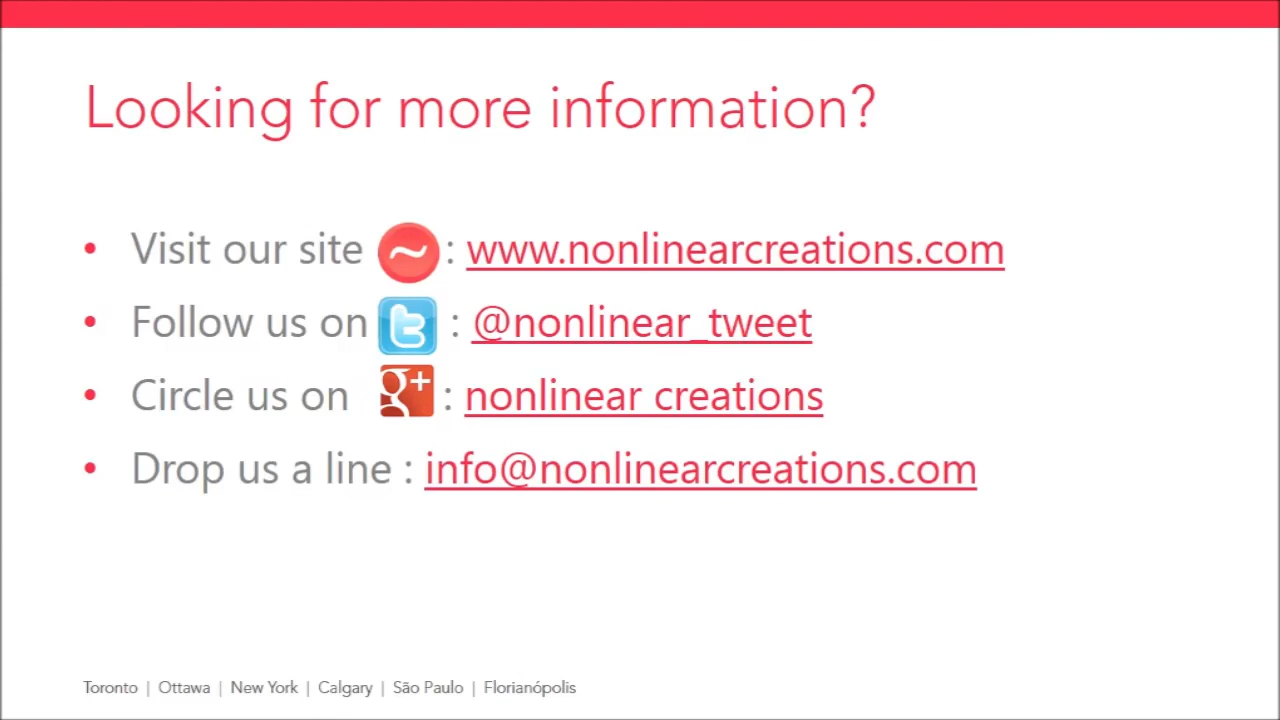 Looking for more information?
• Visit our site ~ : www.nonlinearcreations.com
• Follow us on t : @nonlinear_tweet
• Circle us on g+ : nonlinear creations
• Drop us a line : info@nonlinearcreations.com
Toronto | Ottawa | New York | Calgary | São Paulo | Florianópolis